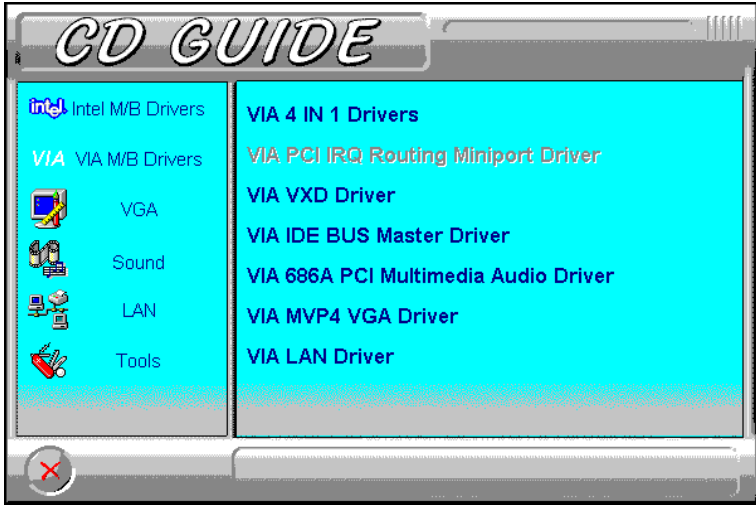 CD GUIDE
intel. Intel M/B Drivers
VIA VIA M/B Drivers
VGA
Sound
LAN
Tools
VIA 4 IN 1 Drivers
VIA PCI IRQ Routing Miniport Driver
VIA VXD Driver
VIA IDE BUS Master Driver
VIA 686A PCI Multimedia Audio Driver
VIA MVP4 VGA Driver
VIA LAN Driver